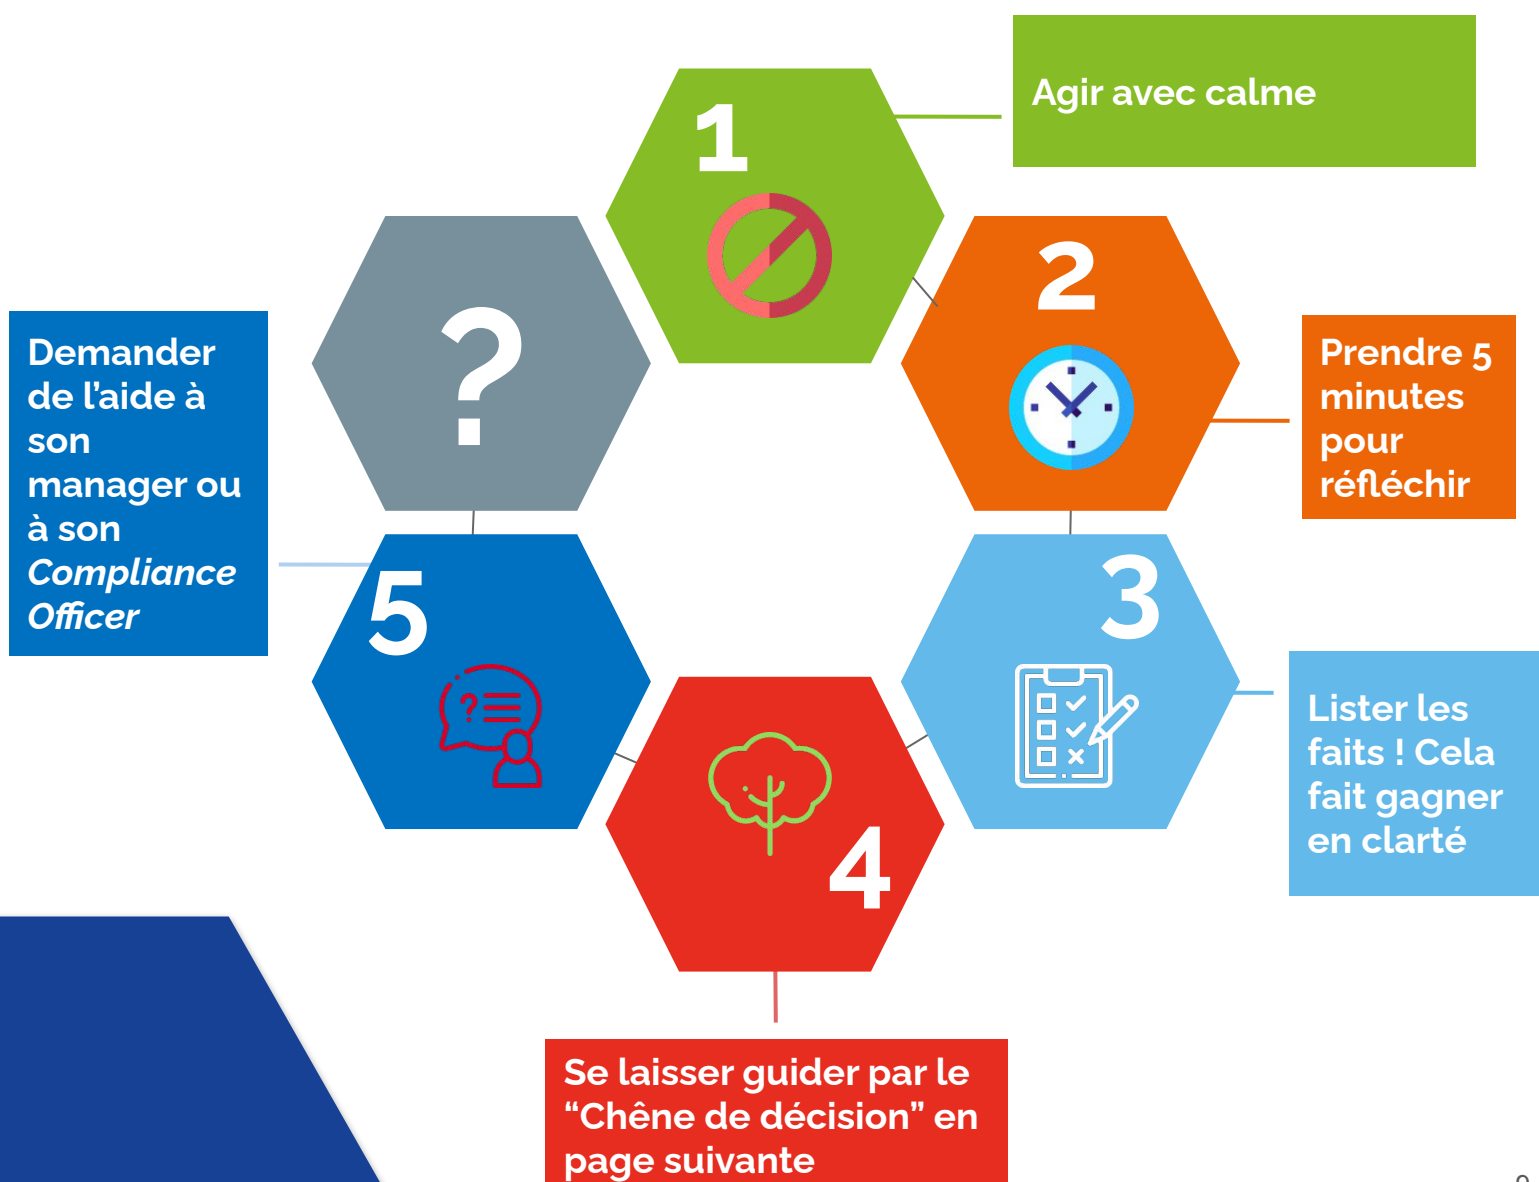 1
Agir avec calme
2
Prendre 5
minutes
pour
réfléchir
3
Lister les
faits ! Cela
fait gagner
en clarté
4
Se laisser guider par le
“Chêne de décision” en
page suivante
5
Demander
de l’aide à
son
manager ou
à son
Compliance
Officer
?
?